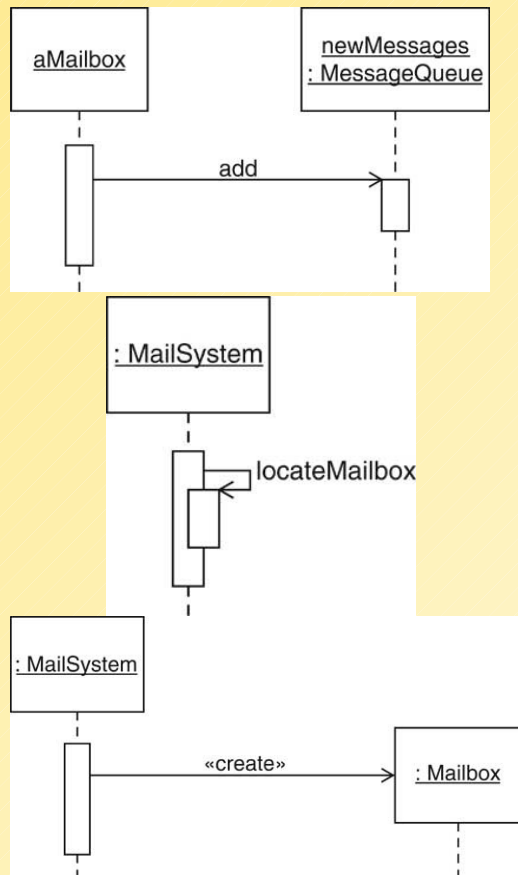 aMailbox
newMessages
: MessageQueue
add
: MailSystem
locateMailbox
: MailSystem
«create»
: Mailbox